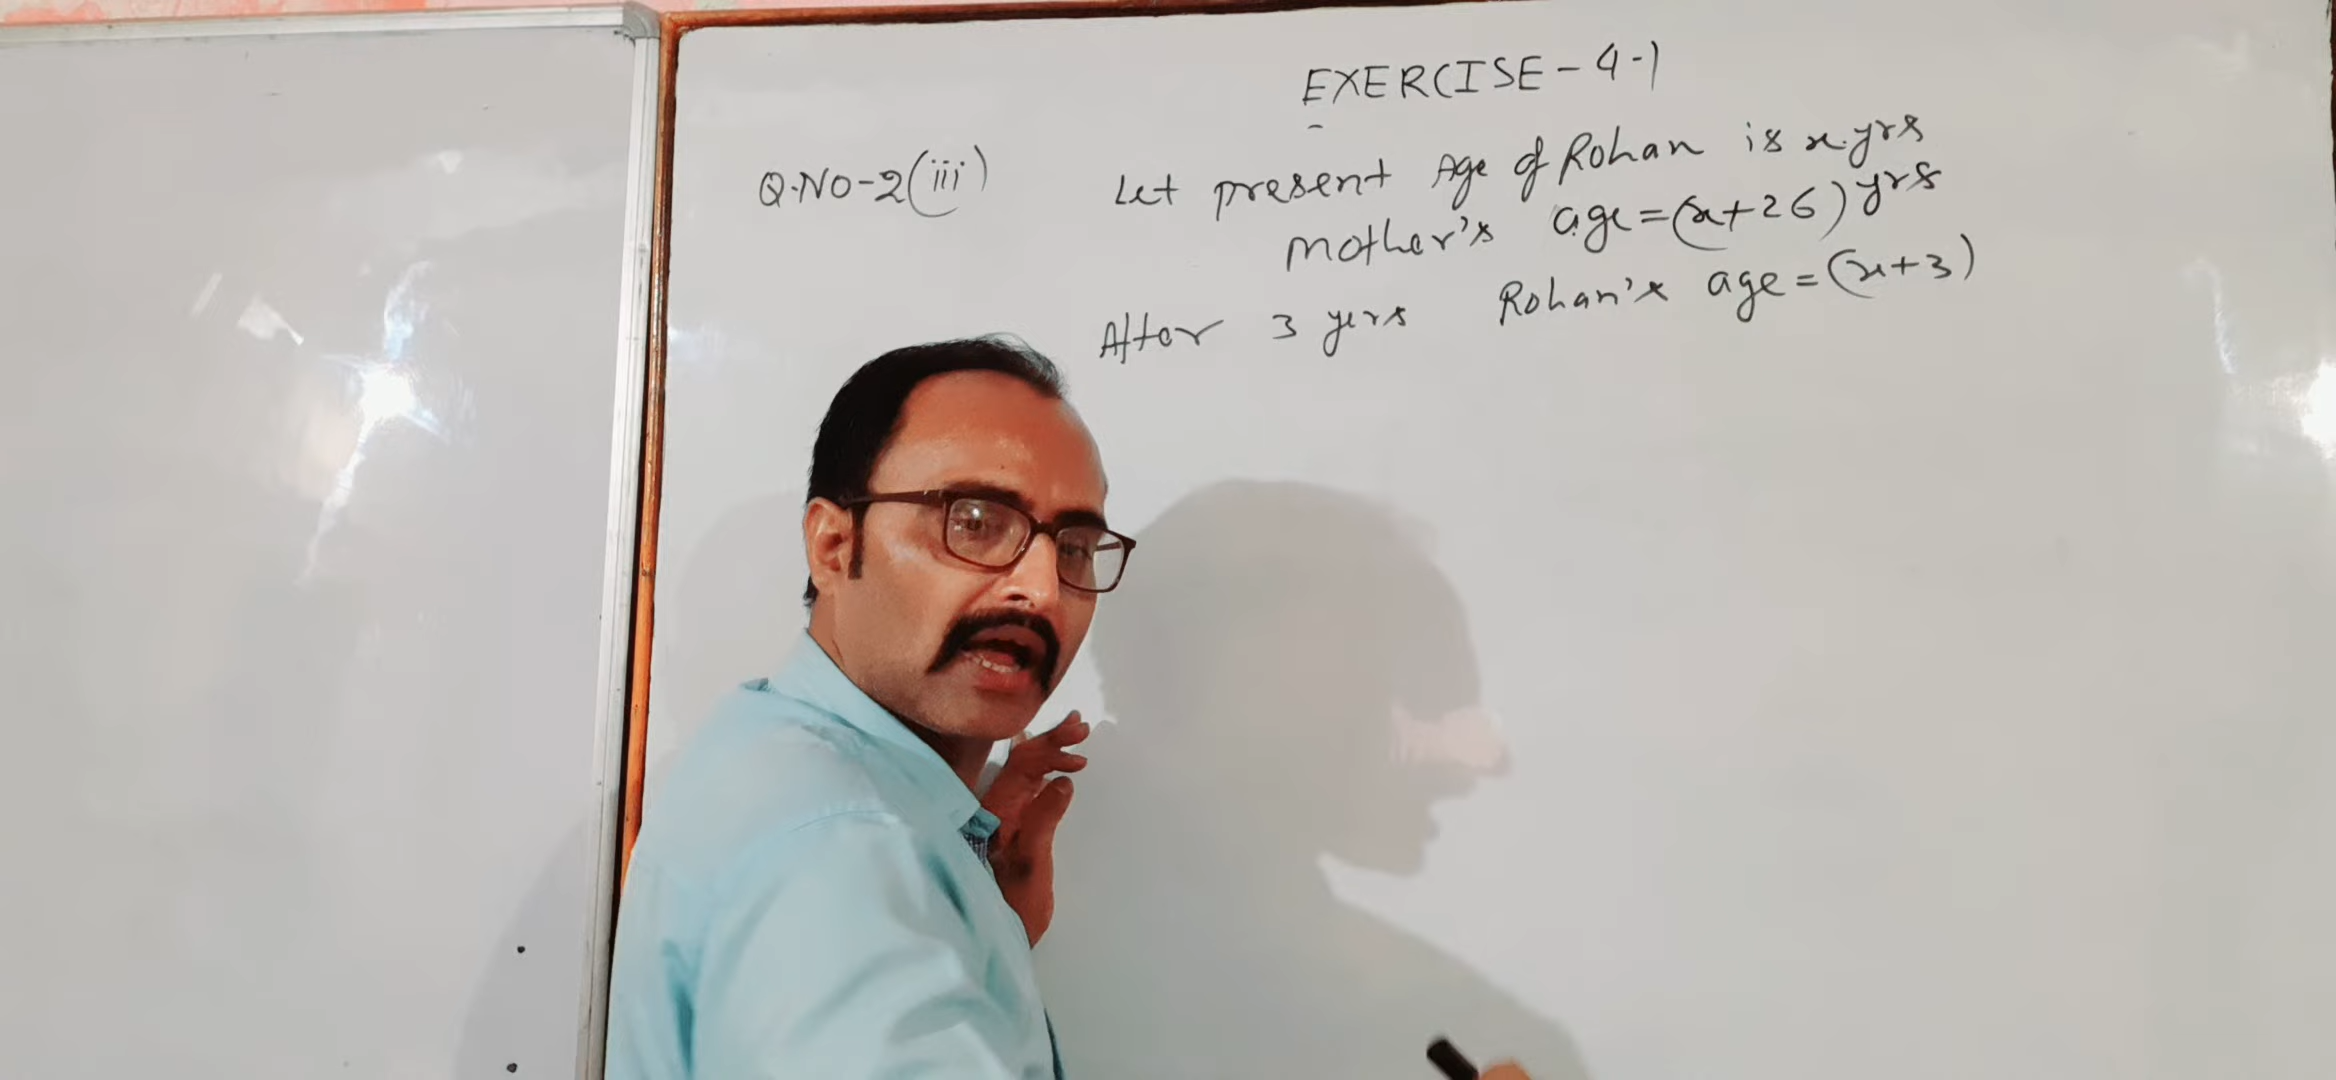 EXERCISE-4.1
Q.NO-2(iii) Let present Age of Rohan is x yrs
Mother's age=(x+26) yrs
After 3 yers Rohan's age=(x+3)